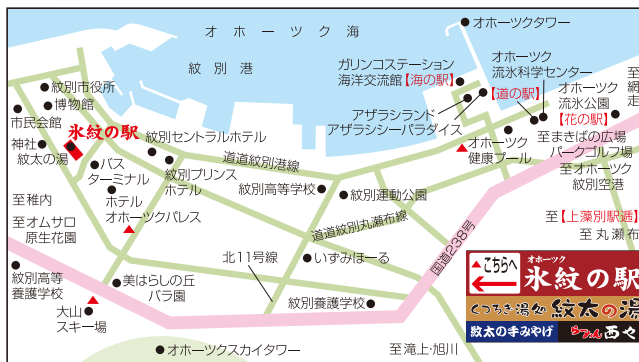 オホーツク海
オホーツクタワー
紋別港
ガリンコステーション
海洋交流館【海の駅】
オホーツク
流氷科学センター
【道の駅】
オホーツク
流氷公園
【花の駅】
至網走
紋別市役所
博物館
市民会館
氷紋の駅
アザラシランド
アザラシシーパラダイス
オホーツク
健康プール
至まきばの広場
パークゴルフ場
至オホーツク
紋別空港
神社
紋太の湯
紋別セントラルホテル
道道紋別港線
バス
ターミナル
紋別プリンス
ホテル
紋別高等学校
紋別運動公園
至稚内
ホテル
オホーツクパレス
至オムサロ
原生花園
道道紋別丸瀬布線
至【上藻別駅逓】
至丸瀬布
北11号線
いずみほーる
国道238号
紋別高等
養護学校
美はらしの丘
バラ園
紋別養護学校
大山
スキー場
オホーツクスカイタワー
至滝上・旭川
こちらへ
オホーツク
氷紋の駅
くつろぎ湯処 紋太の湯
紋太の手みやげ
らーめん 西や